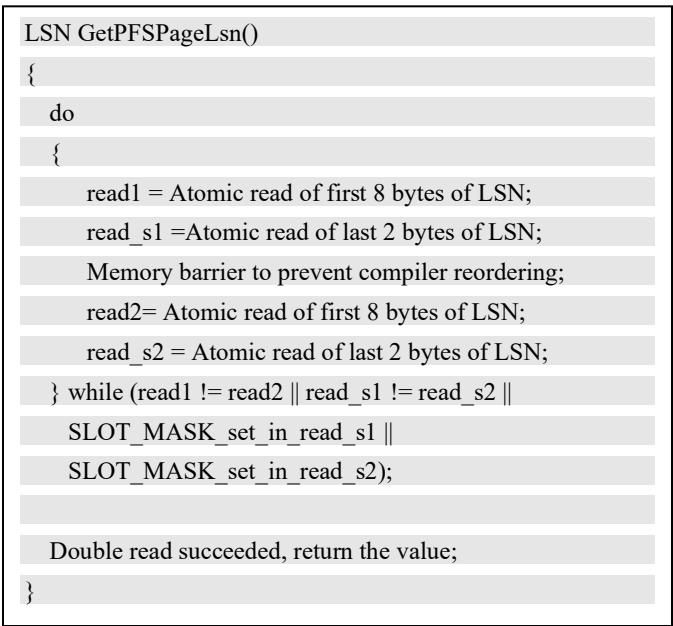 LSN GetPFSPageLsn()
{
do
{
read1 = Atomic read of first 8 bytes of LSN;
read_s1 =Atomic read of last 2 bytes of LSN;
Memory barrier to prevent compiler reordering;
read2= Atomic read of first 8 bytes of LSN;
read_s2 = Atomic read of last 2 bytes of LSN;
} while (read1 != read2 || read_s1 != read_s2 ||
SLOT_MASK_set_in_read_s1 ||
SLOT_MASK_set_in_read_s2);
Double read succeeded, return the value;
}